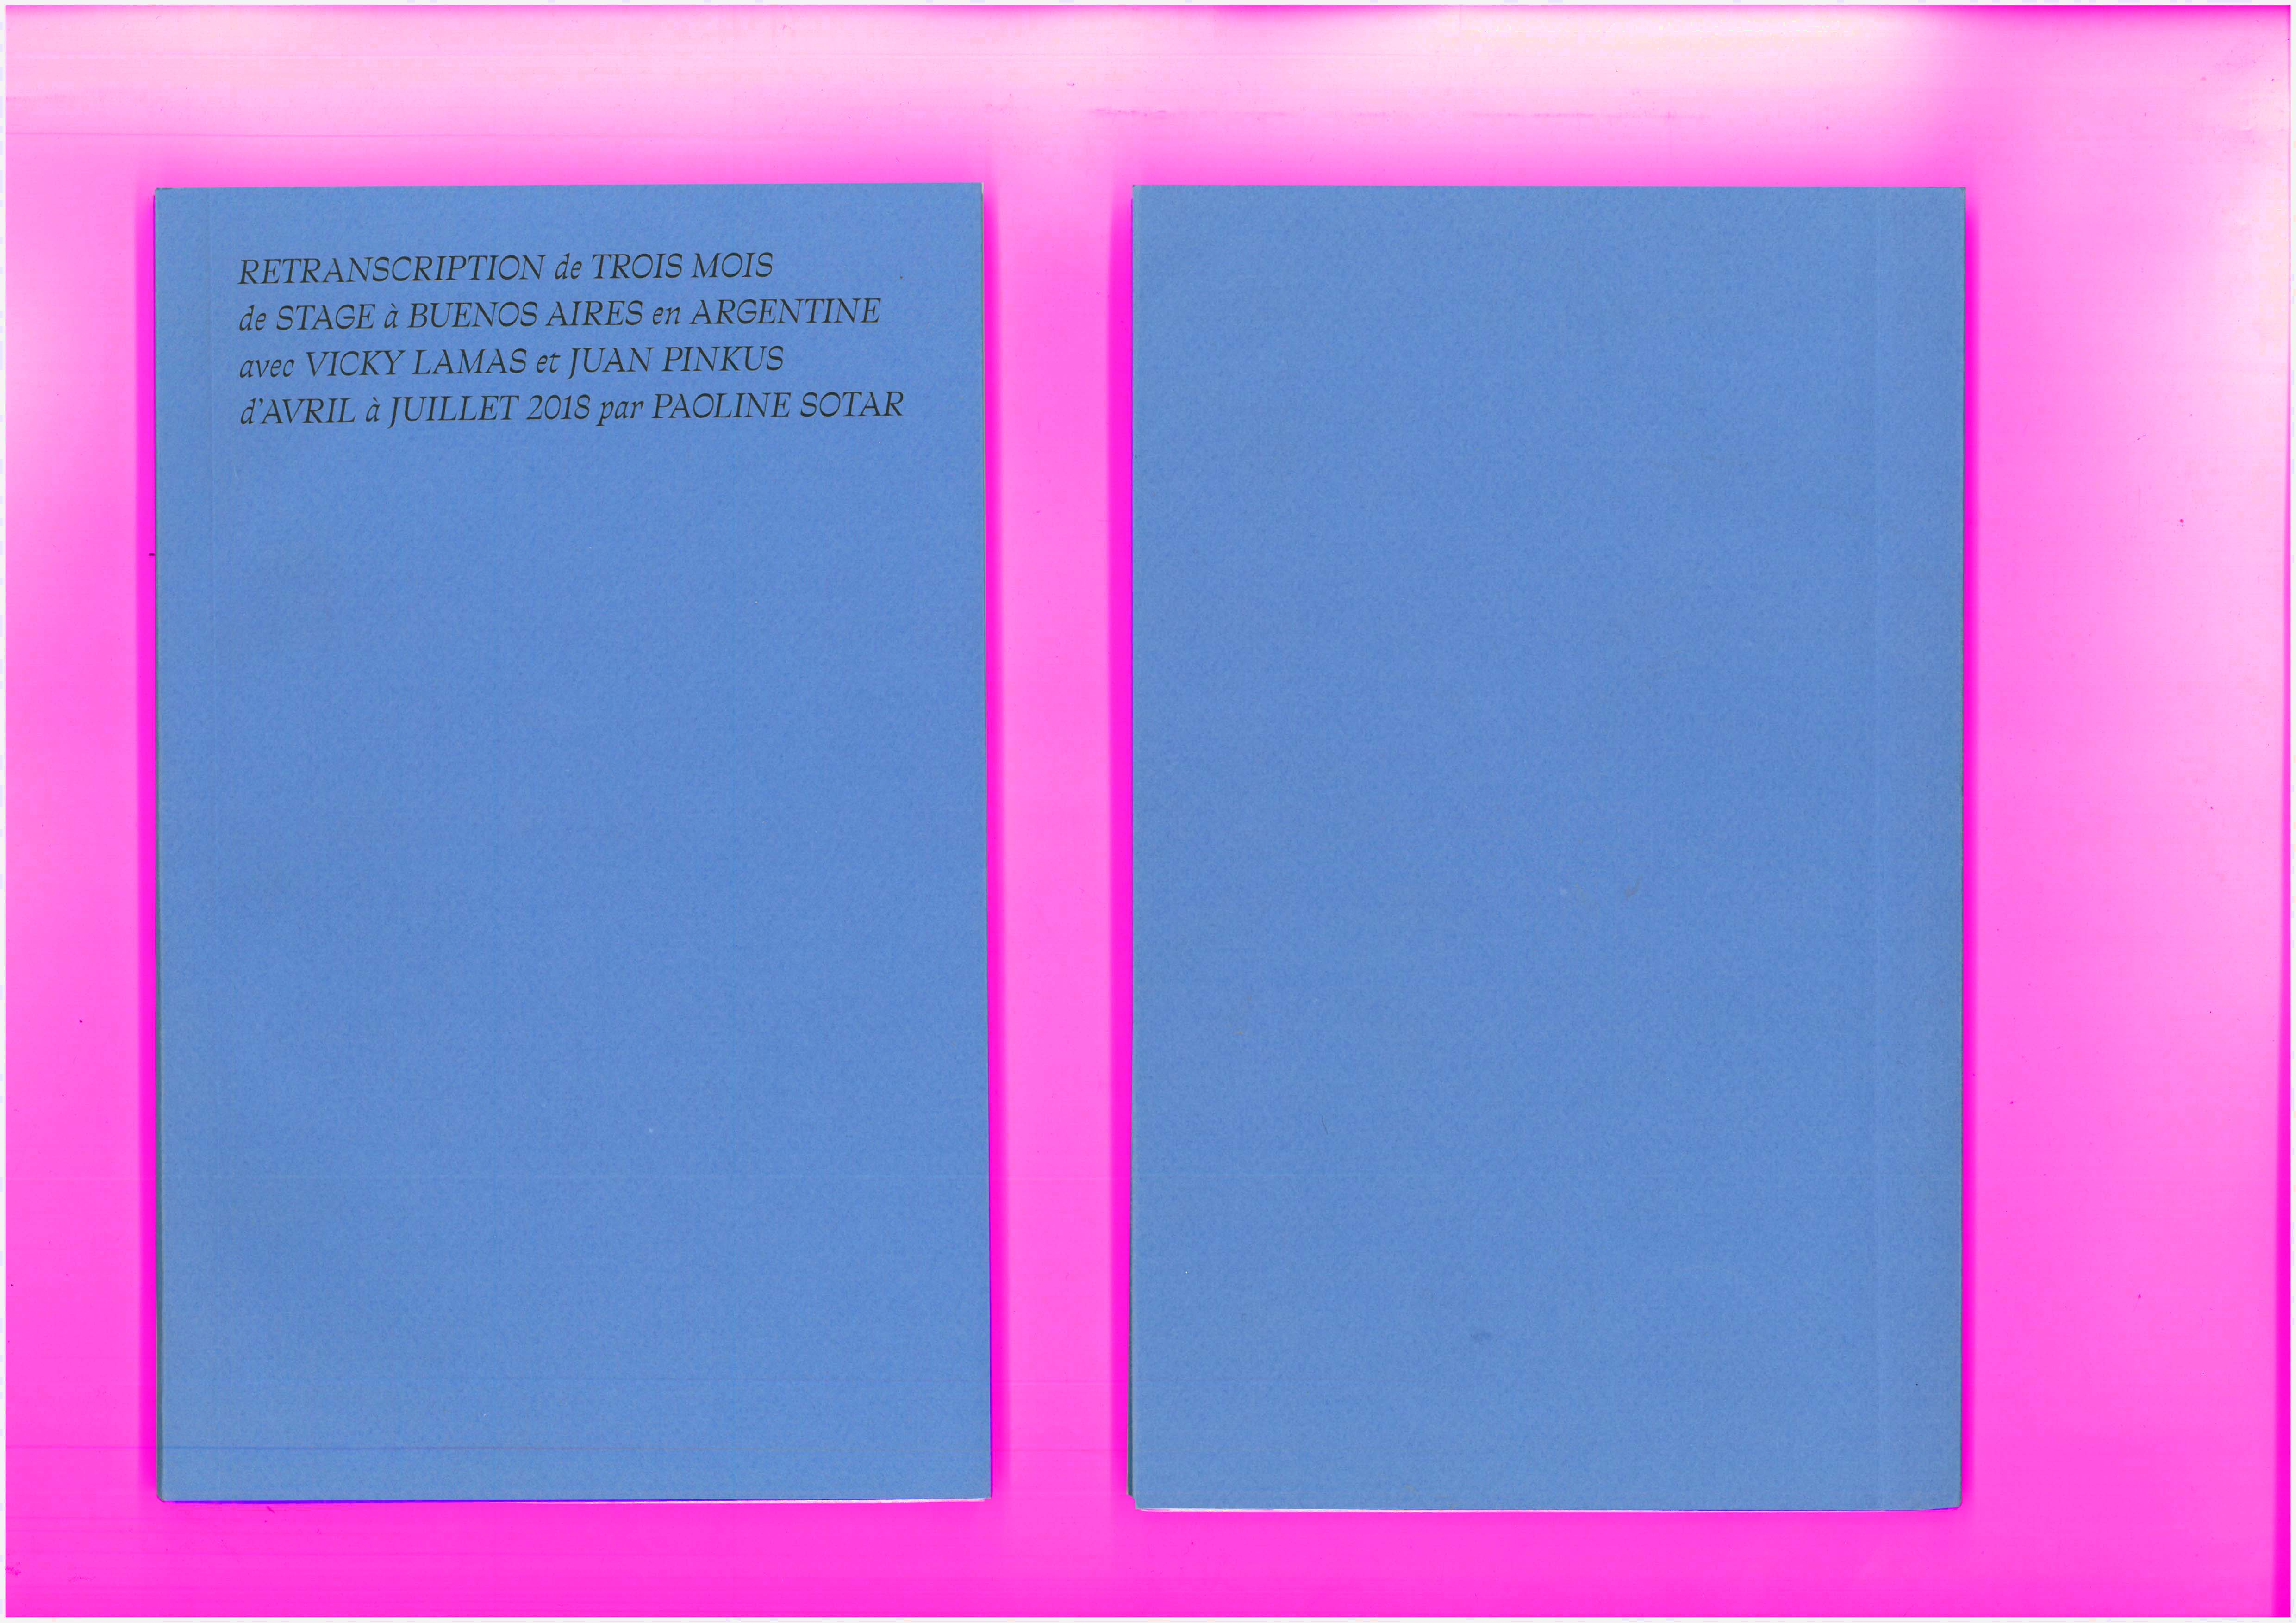 RETRANSCRIPTION de TROIS MOIS
de STAGE à BUENOS AIRES en ARGENTINE
avec VICKY LAMAS et JUAN PINKUS
d'AVRIL à JUILLET 2018 par PAOLINE SOTAR